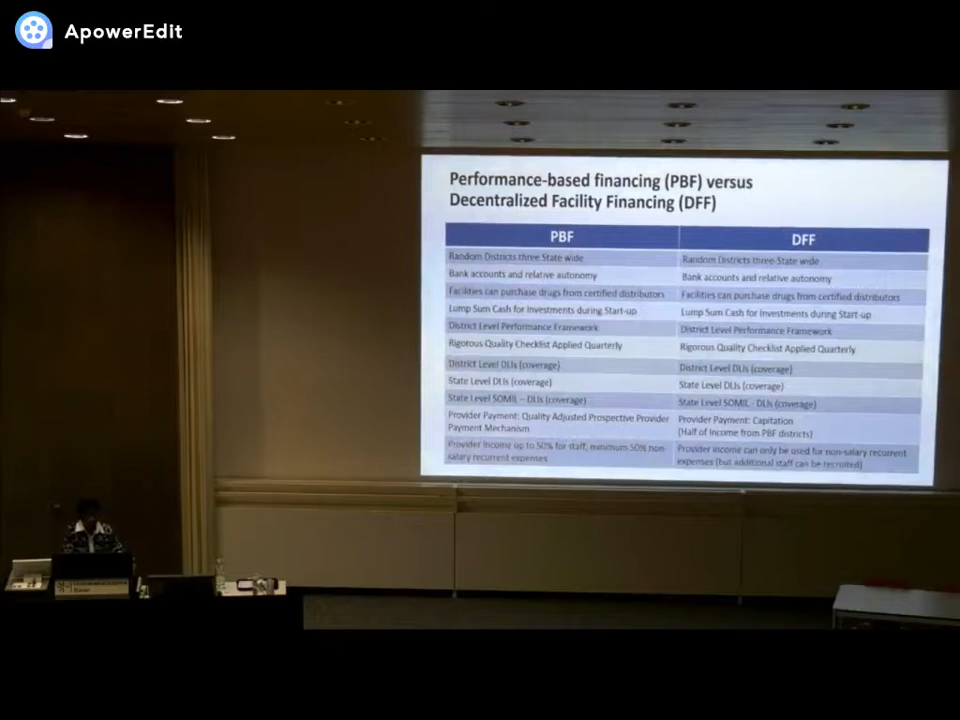 ApowerEdit
Performance-based financing (PBF) versus
Decentralized Facility Financing (DFF)
PBF
DFF
Random Districts three State wide
Random Districts three State wide
Bank accounts and relative autonomy
Bank accounts and relative autonomy
Facilities can purchase drugs from certified distributors
Facilities can purchase drugs from certified distributors
Lump Sum Cash for Investments during Start-up
Lump Sum Cash for Investments during Start-up
District Level Performance Framework
District Level Performance Framework
Rigorous Quality Checklist Applied Quarterly
Rigorous Quality Checklist Applied Quarterly
District Level DLIs (coverage)
District Level DLIs (coverage)
State Level DLIs (coverage)
State Level DLIs (coverage)
State Level SOMIL – DLIs (coverage)
State Level SOMIL - DLIs (coverage)
Provider Payment: Quality Adjusted Prospective Provider
Payment Mechanism
Provider Payment: Capitation
(Half of Income from PBF districts)
Provider Income up to 50% for staff; minimum 50% non-
salary recurrent expenses
Provider income can only be used for non-salary recurrent
expenses (but additional staff can be recruited)